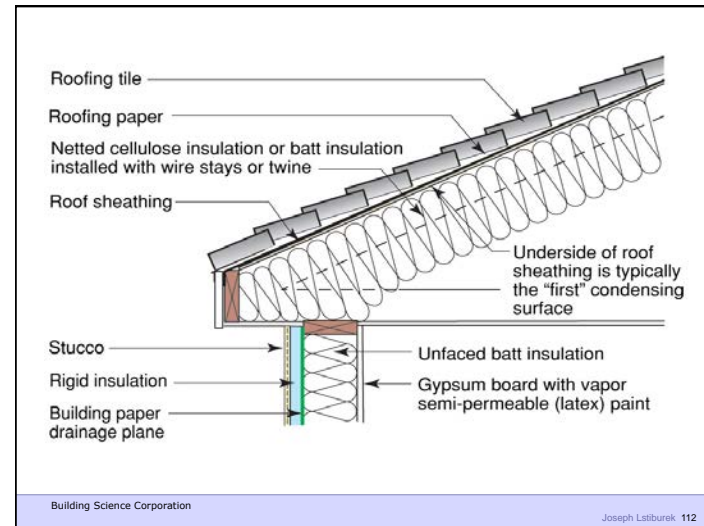 Roofing tile
Roofing paper
Netted cellulose insulation or batt insulation
installed with wire stays or twine
Roof sheathing
Underside of roof
sheathing is typically
the “first” condensing
surface
Stucco
Rigid insulation
Building paper
drainage plane
Unfaced batt insulation
Gypsum board with vapor
semi-permeable (latex) paint
Building Science Corporation
Joseph Lstiburek 112